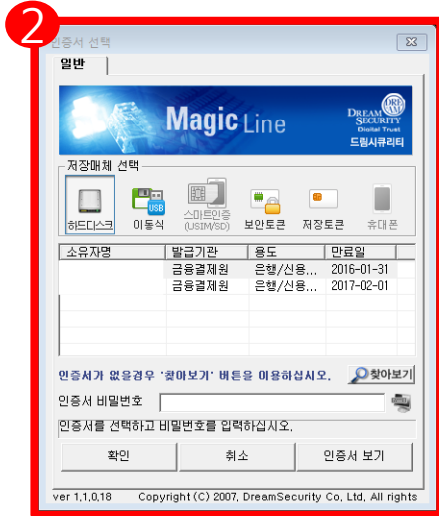 2
인증서 선택
일반
Magic Line
DREAM SECURITY
Digital Trust
드림시큐리티
저장매체 선택
USB
하드디스크 이동식 스마트인증 (USIM/SD) 보안토큰 저장토큰 휴대폰
소유자명 발급기관 용도 만료일
금융결제원 은행/신용... 2016-01-31
금융결제원 은행/신용... 2017-02-01
인증서가 없을경우 '찾아보기' 버튼을 이용하십시오. 찾아보기
인증서 비밀번호
인증서를 선택하고 비밀번호를 입력하십시오.
확인 취소 인증서 보기
ver 1,1,0,18 Copyright (C) 2007, DreamSecurity Co, Ltd, All rights